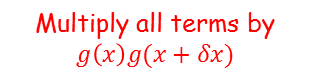 Multiply all terms by
𝑔(𝑥)𝑔(𝑥 + 𝛿𝑥)